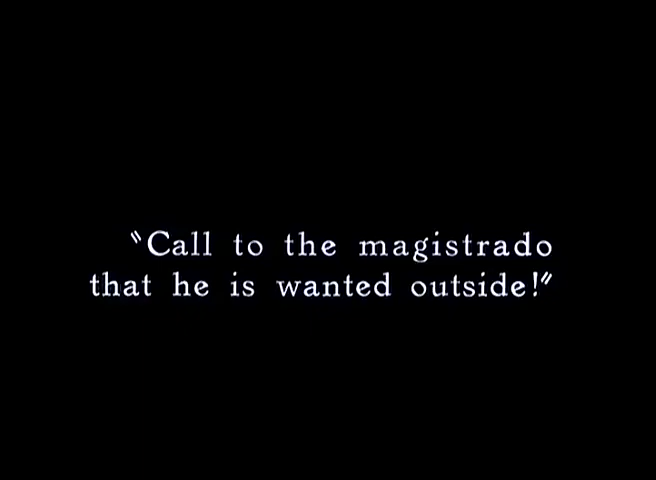 "Call to the magistrado
that he is wanted outside!"